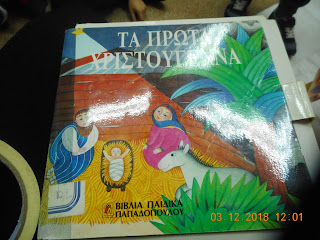 ΤΑ ΠΡΩΤΑ
ΧΡΙΣΤΟΥΓΕΝΝΑ
ΒΙΒΛΙΑ ΠΑΙΔΙΚΑ
ΠΑΠΑΔΟΠΟΥΛΟΥ
03.12.2018 12:01